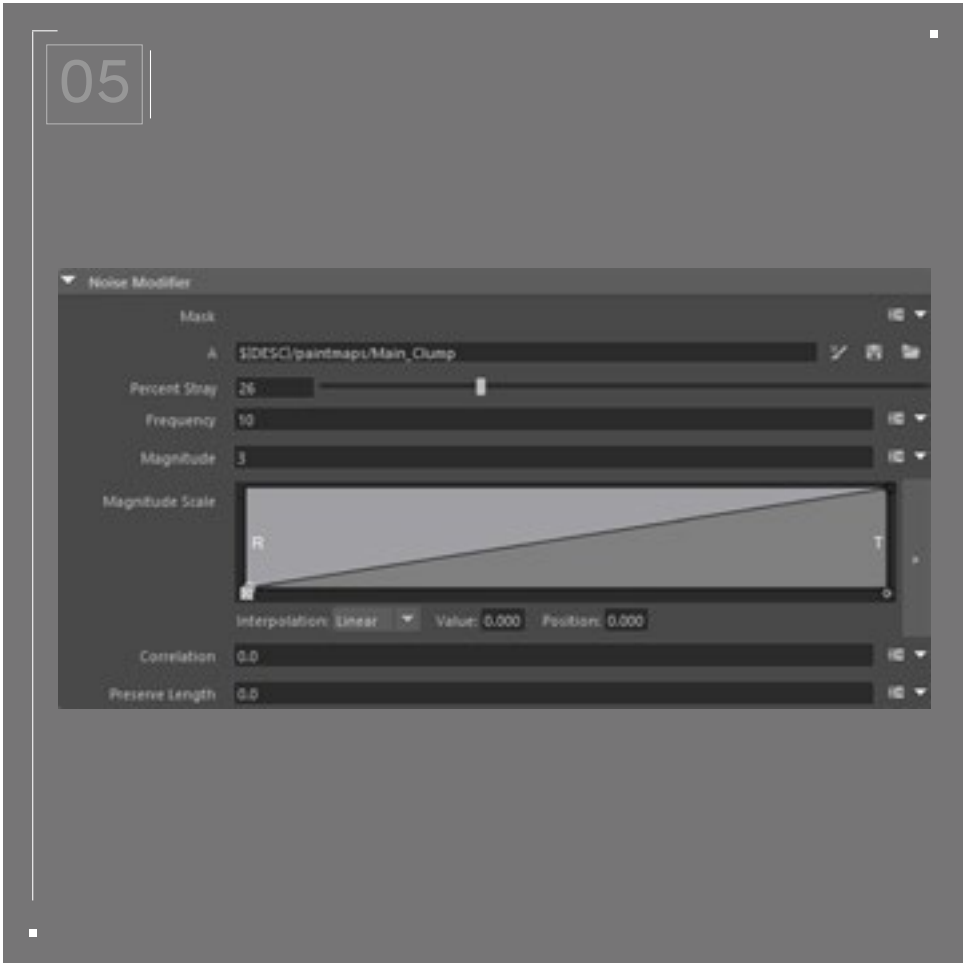 05
Noise Modifier
Mask
A ${DESC}/paintmaps/Main_Clump
Percent Stray 26
Frequency 10
Magnitude 3
Magnitude Scale
R T
Interpolation: Linear Value: 0.000 Position: 0.000
Correlation 0.0
Preserve Length 0.0